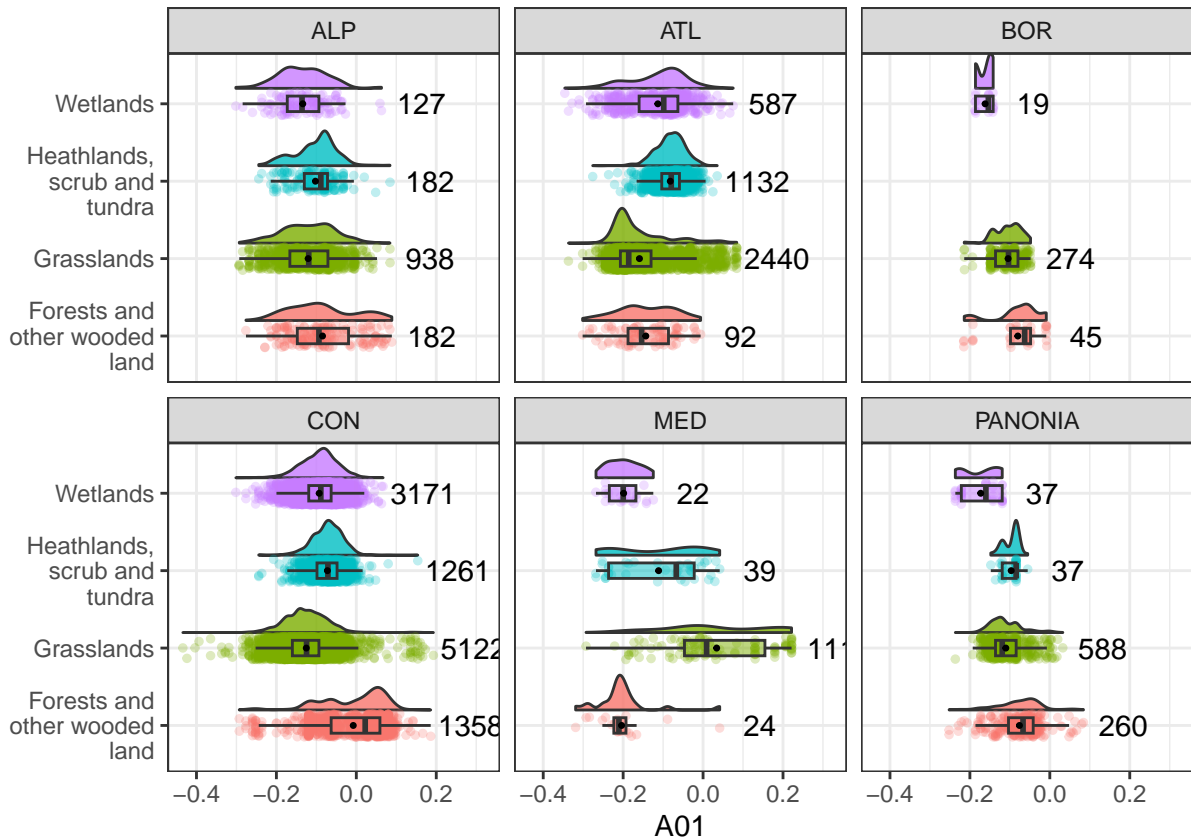 ALP ATL BOR
Wetlands 127 587 19
Heathlands,
scrub and 182 1132
tundra
Grasslands 938 2440 274
Forests and
other wooded 182 92 45
land
CON MED PANONIA
Wetlands 3171 22 37
Heathlands,
scrub and 1261 39 37
tundra
Grasslands 5122 111 588
Forests and
other wooded 1358 24 260
land
−0.4 −0.2 0.0 0.2 −0.4 −0.2 0.0 0.2 −0.4 −0.2 0.0 0.2
A01